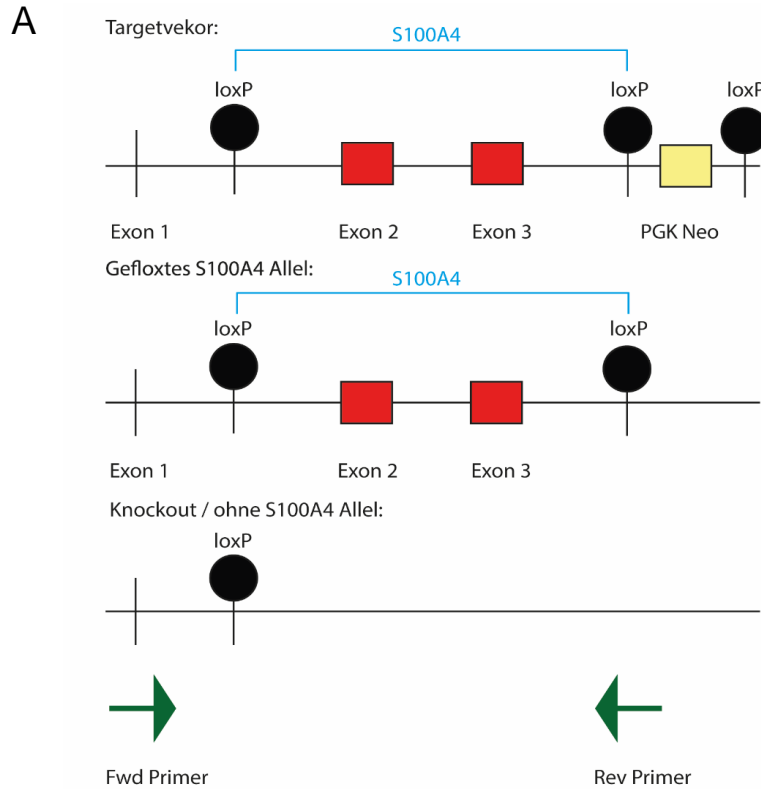 A
Targetvekor:
S100A4
loxP loxP loxP
Exon 1 Exon 2 Exon 3 PGK Neo
Gefloxtes S100A4 Allel:
S100A4
loxP loxP
Exon 1 Exon 2 Exon 3
Knockout / ohne S100A4 Allel:
loxP
Fwd Primer Rev Primer